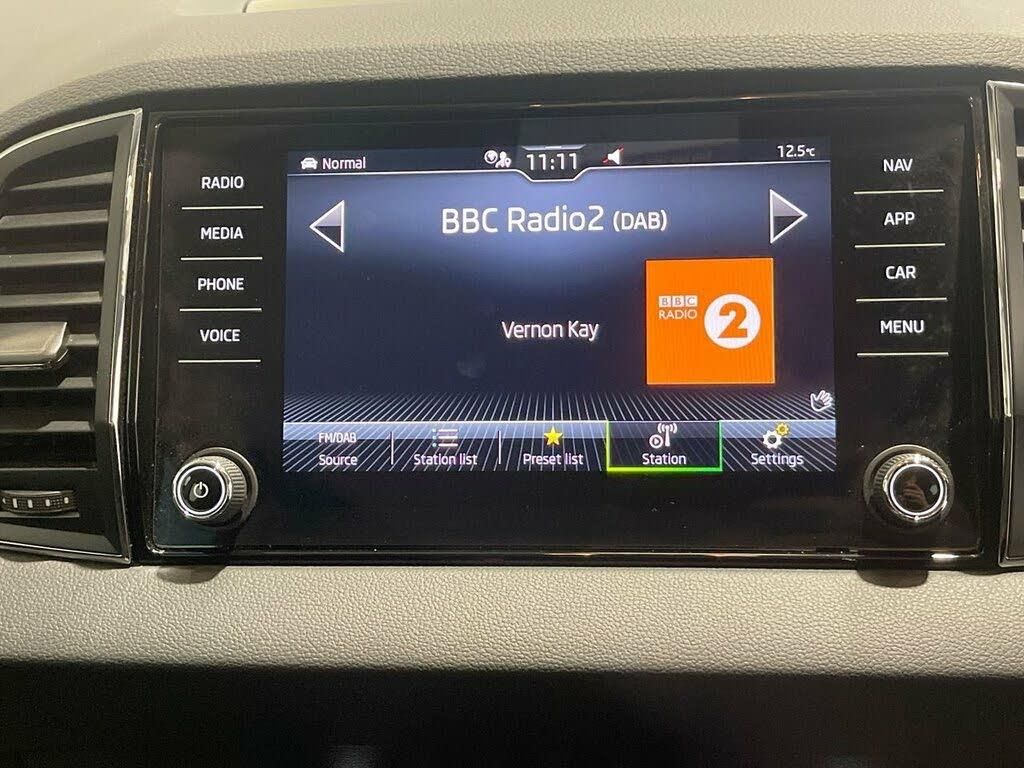 Normal
11:11
12.5°C
RADIO
MEDIA
PHONE
VOICE
BBC Radio2 (DAB)
Vernon Kay
BBC
RADIO
2
NAV
APP
CAR
MENU
FM/DAB
Source
Station list
Preset list
Station
Settings